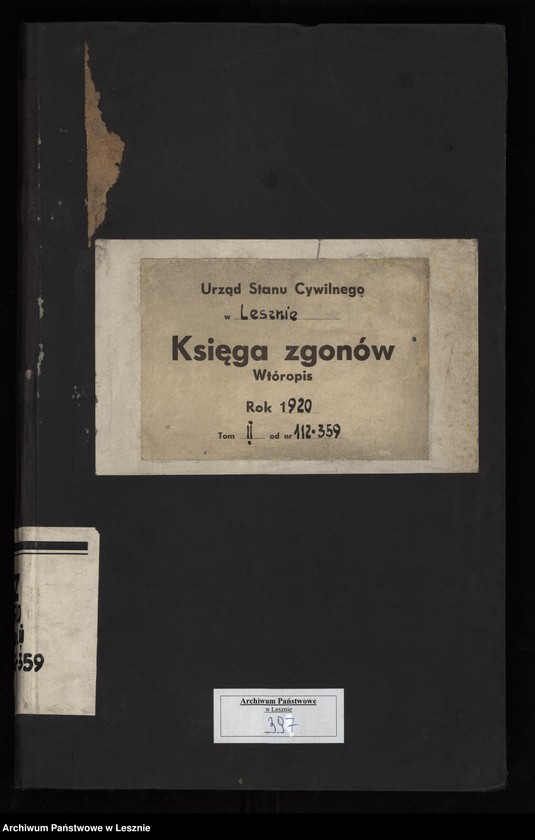 Urząd Stanu Cywilnego
w Lesznie
Księga zgonów
Wtóropis
Rok 1920
Tom II od nr 112-359
359
Archiwum Państwowe
w Lesznie
397
Archiwum Państwowe w Lesznie